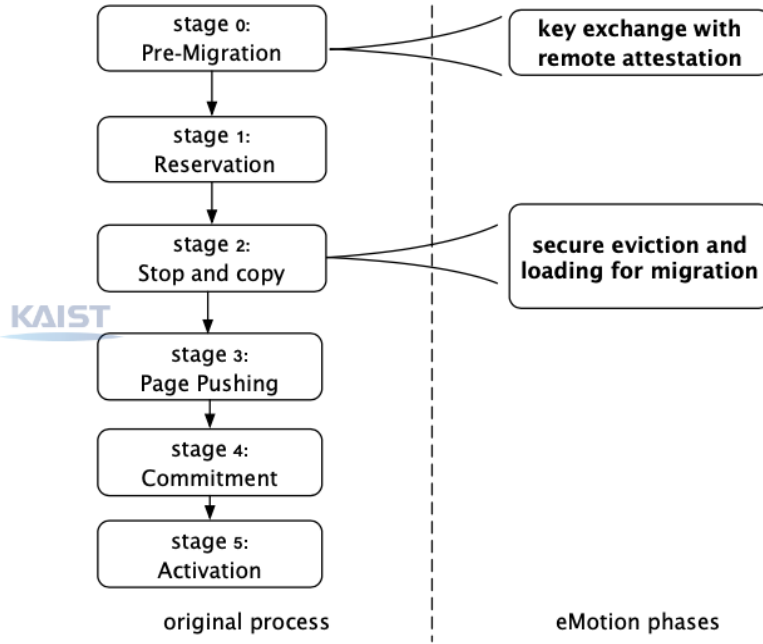 stage 0:
Pre-Migration
key exchange with
remote attestation
stage 1:
Reservation
stage 2:
Stop and copy
secure eviction and
loading for migration
KAIST
stage 3:
Page Pushing
stage 4:
Commitment
stage 5:
Activation
original process
eMotion phases